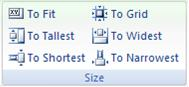 To Fit
To Grid
To Tallest
To Widest
To Shortest
To Narrowest
Size